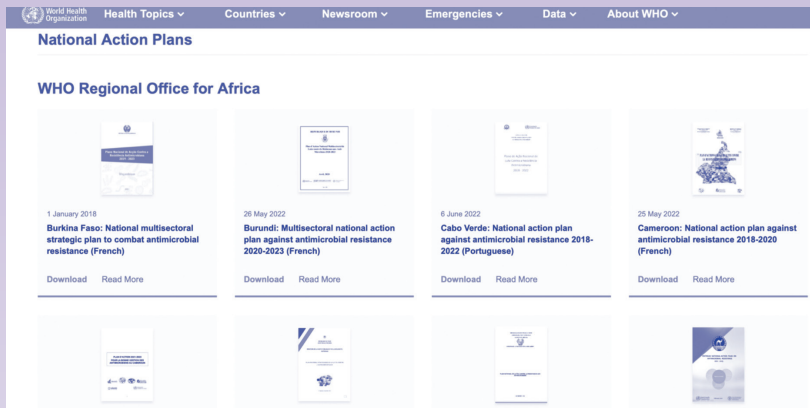 World Health
Organization
Health Topics
Countries
Newsroom
Emergencies
Data
About WHO
National Action Plans
WHO Regional Office for Africa
1 January 2018
Burkina Faso: National multisectoral
strategic plan to combat antimicrobial
resistance (French)
Download Read More
26 May 2022
Burundi: Multisectoral national action
plan against antimicrobial resistance
2020-2023 (French)
Download Read More
6 June 2022
Cabo Verde: National action plan
against antimicrobial resistance 2018-
2022 (Portuguese)
Download Read More
25 May 2022
Cameroon: National action plan against
antimicrobial resistance 2018-2020
(French)
Download Read More